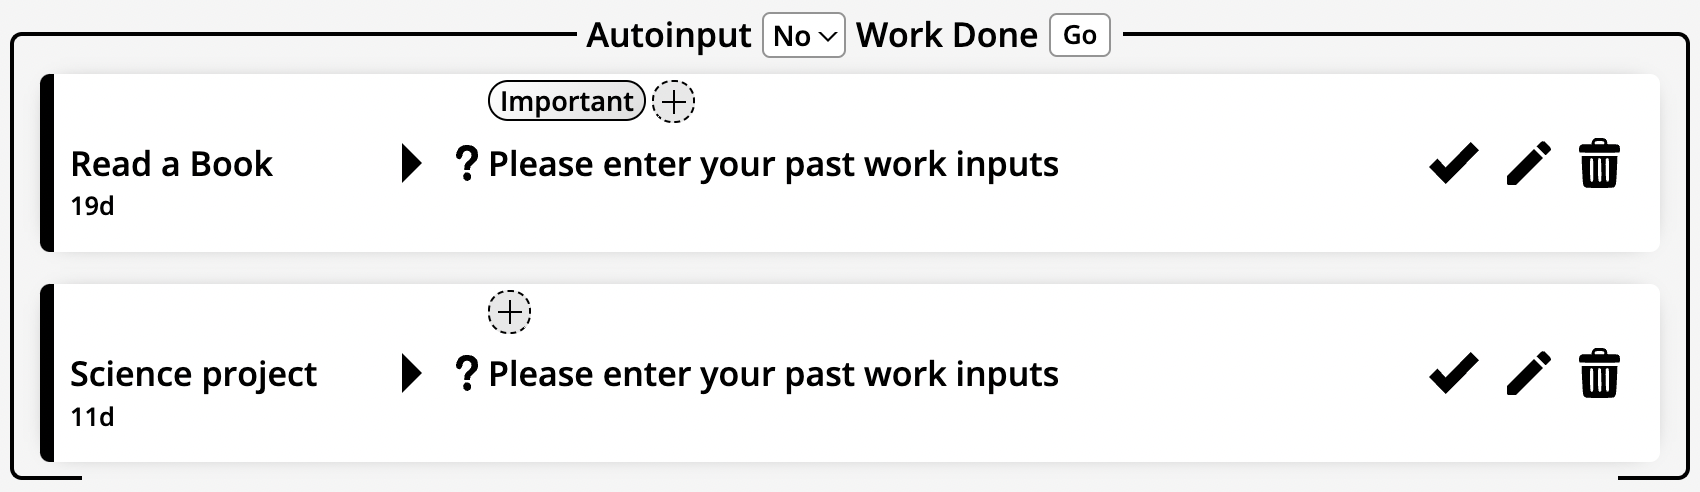 Autoinput No Work Done Go
Important
Read a Book ? Please enter your past work inputs
19d
Science project ? Please enter your past work inputs
11d